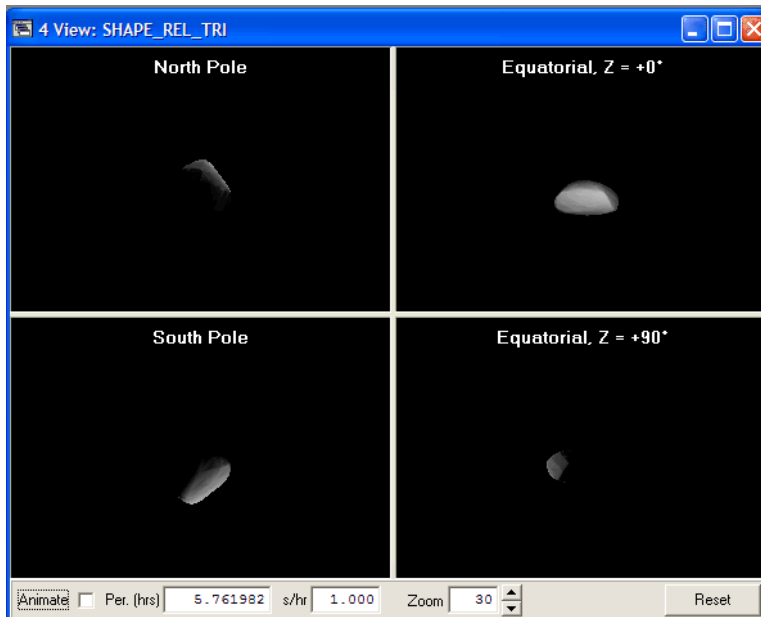 4 View: SHAPE_REL_TRI
North Pole
Equatorial, Z = +0°
South Pole
Equatorial, Z = +90°
Animate Per. (hrs) 5.761982 s/hr 1.000 Zoom 30 Reset